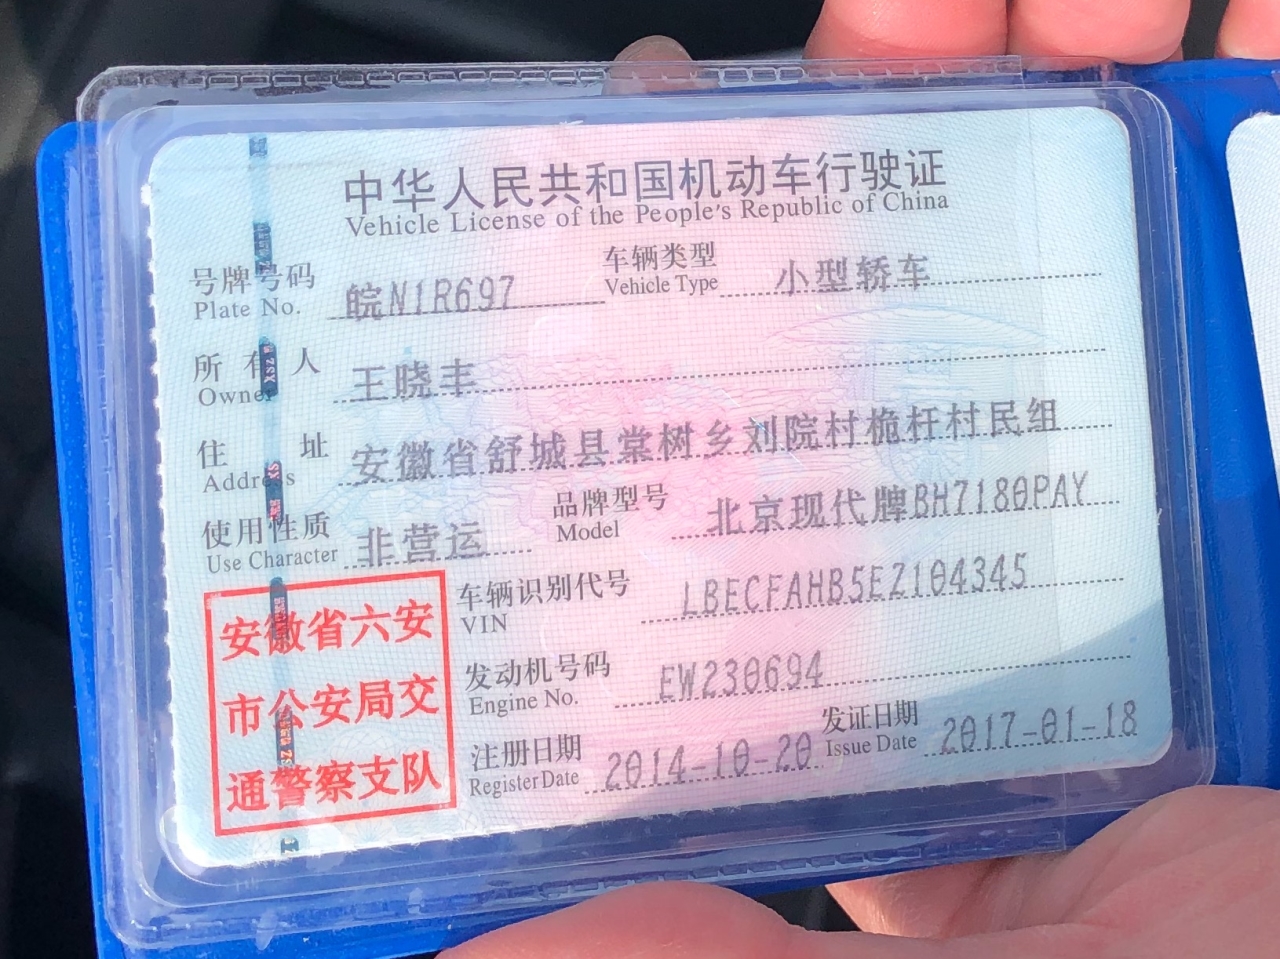 中华人民共和国机动车行驶证
Vehicle License of the People's Republic of China
号牌号码 皖N1R697 车辆类型 小型轿车
Plate No. Vehicle Type
所有人 王晓丰
Owner
住址 安徽省舒城县棠树乡刘院村桅杆村民组
Address
使用性质 非营运 品牌型号 北京现代牌BH7180PAY
Use Character Model
车辆识别代号 LBECFAHB5EZ104345
VIN
发动机号码 EW230694
Engine No.
注册日期 2014-10-20 发证日期 2017-01-18
Register Date Issue Date
安徽省六安
市公安局交
通警察支队